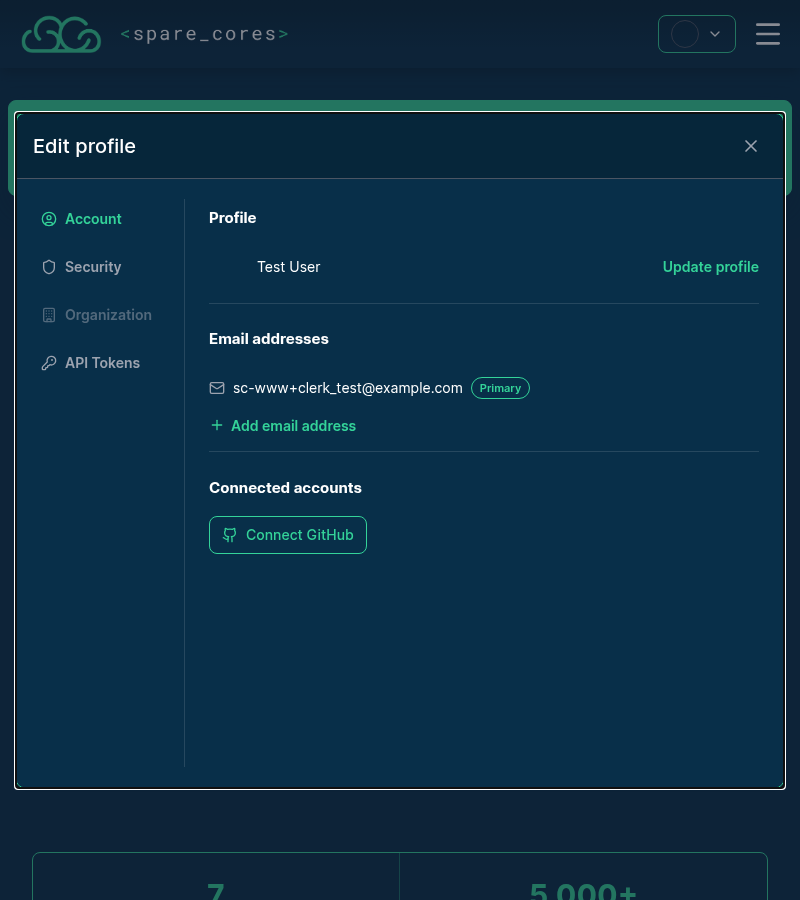 <spare_cores>
Edit profile
Account
Security
Organization
API Tokens
Profile
Test User
Update profile
Email addresses
sc-www+clerk_test@example.com Primary
Add email address
Connected accounts
Connect GitHub
7
5,000+